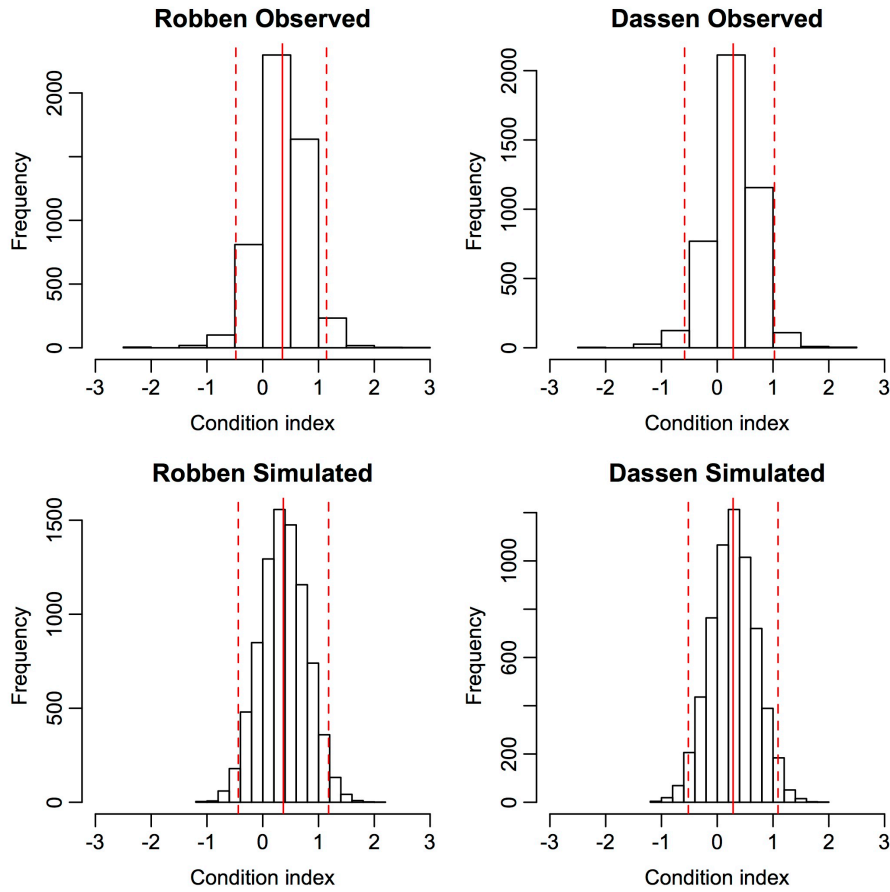 Robben Observed
Frequency
0 500 1000 2000
-3 -2 -1 0 1 2 3
Condition index
Dassen Observed
Frequency
0 500 1000 1500 2000
-3 -2 -1 0 1 2 3
Condition index
Robben Simulated
Frequency
0 500 1000 1500
-3 -2 -1 0 1 2 3
Condition index
Dassen Simulated
Frequency
0 200 600 1000
-3 -2 -1 0 1 2 3
Condition index